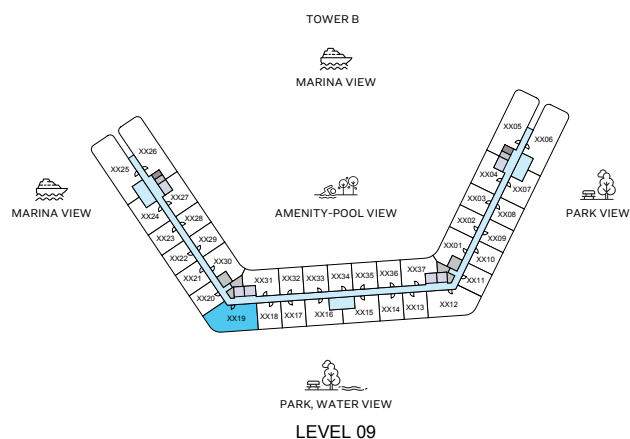 TOWER B
MARINA VIEW
XX05
XX06
XX26
XX25
XX04
XX07
XX27
XX03
XX24
XX28
XX08
MARINA VIEW
AMENITY-POOL VIEW
PARK VIEW
XX02
XX23
XX29
XX09
XX01
XX22
XX30
XX10
XX21
XX31
XX32
XX33
XX34
XX35
XX36
XX37
XX11
XX20
XX12
XX19
XX18
XX17
XX16
XX15
XX14
XX13
PARK, WATER VIEW
LEVEL 09